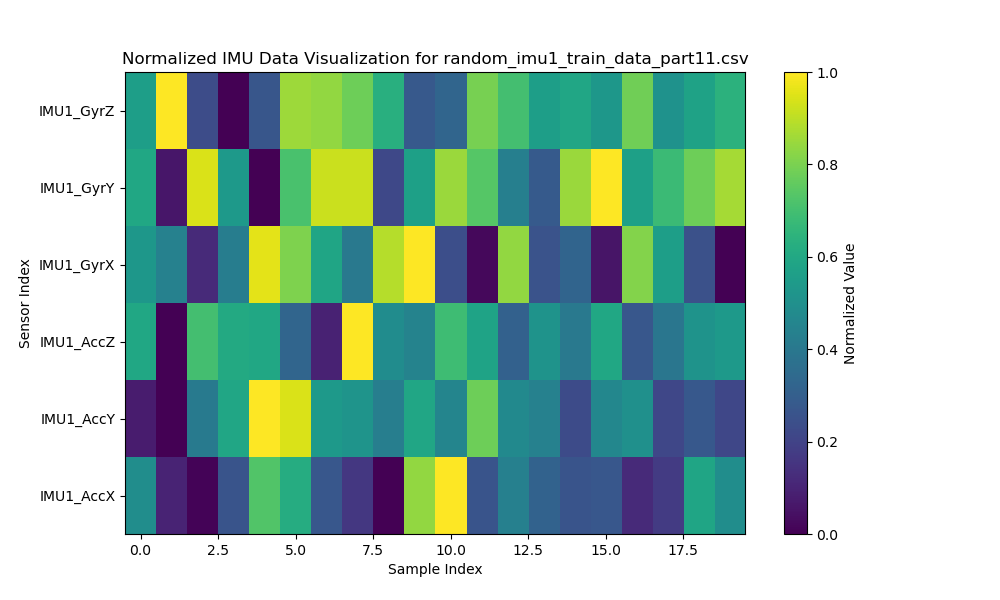 Normalized IMU Data Visualization for random_imu1_train_data_part11.csv
IMU1_GyrZ
IMU1_GyrY
IMU1_GyrX
IMU1_AccZ
IMU1_AccY
IMU1_AccX
Sensor Index
0.0 2.5 5.0 7.5 10.0 12.5 15.0 17.5
Sample Index
1.0
0.8
0.6
0.4
0.2
0.0
Normalized Value